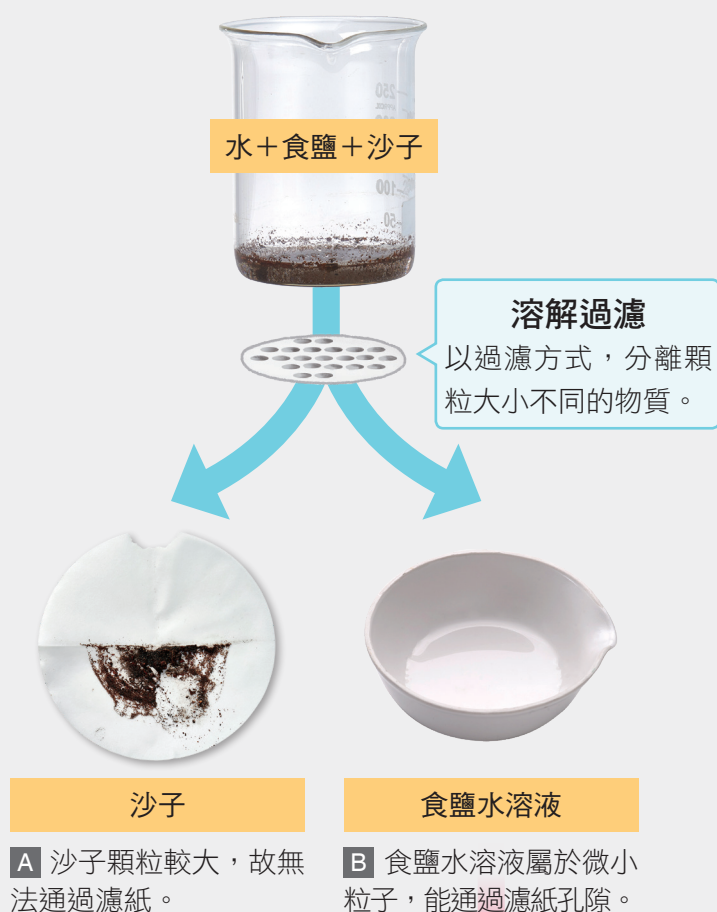 250
水＋食鹽＋沙子
100
50
溶解過濾
以過濾方式，分離顆
粒大小不同的物質。
沙子
食鹽水溶液
A 沙子顆粒較大，故無
法通過濾紙。
B 食鹽水溶液屬於微小
粒子，能通過濾紙孔隙。